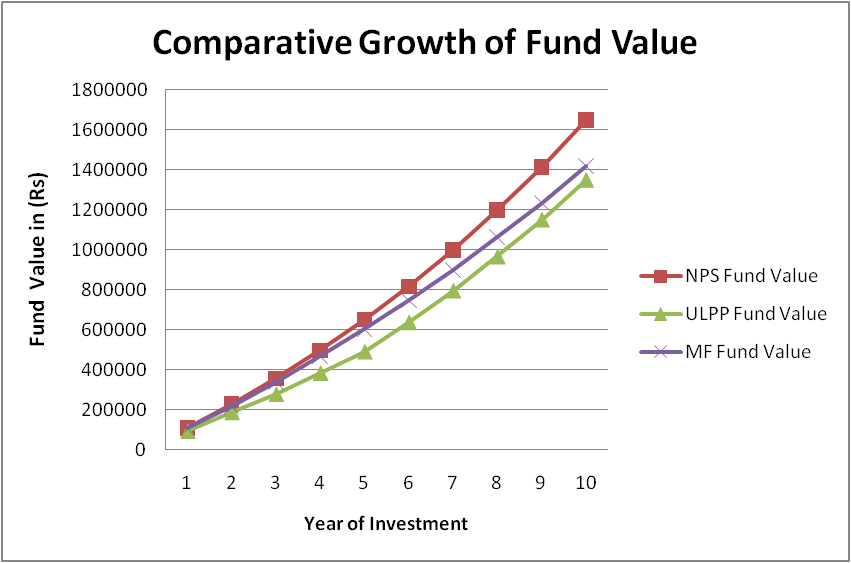 Comparative Growth of Fund Value
Fund Value in (Rs)
1800000
1600000
1400000
1200000
1000000
800000
600000
400000
200000
0
1 2 3 4 5 6 7 8 9 10
Year of Investment
NPS Fund Value
ULPP Fund Value
MF Fund Value